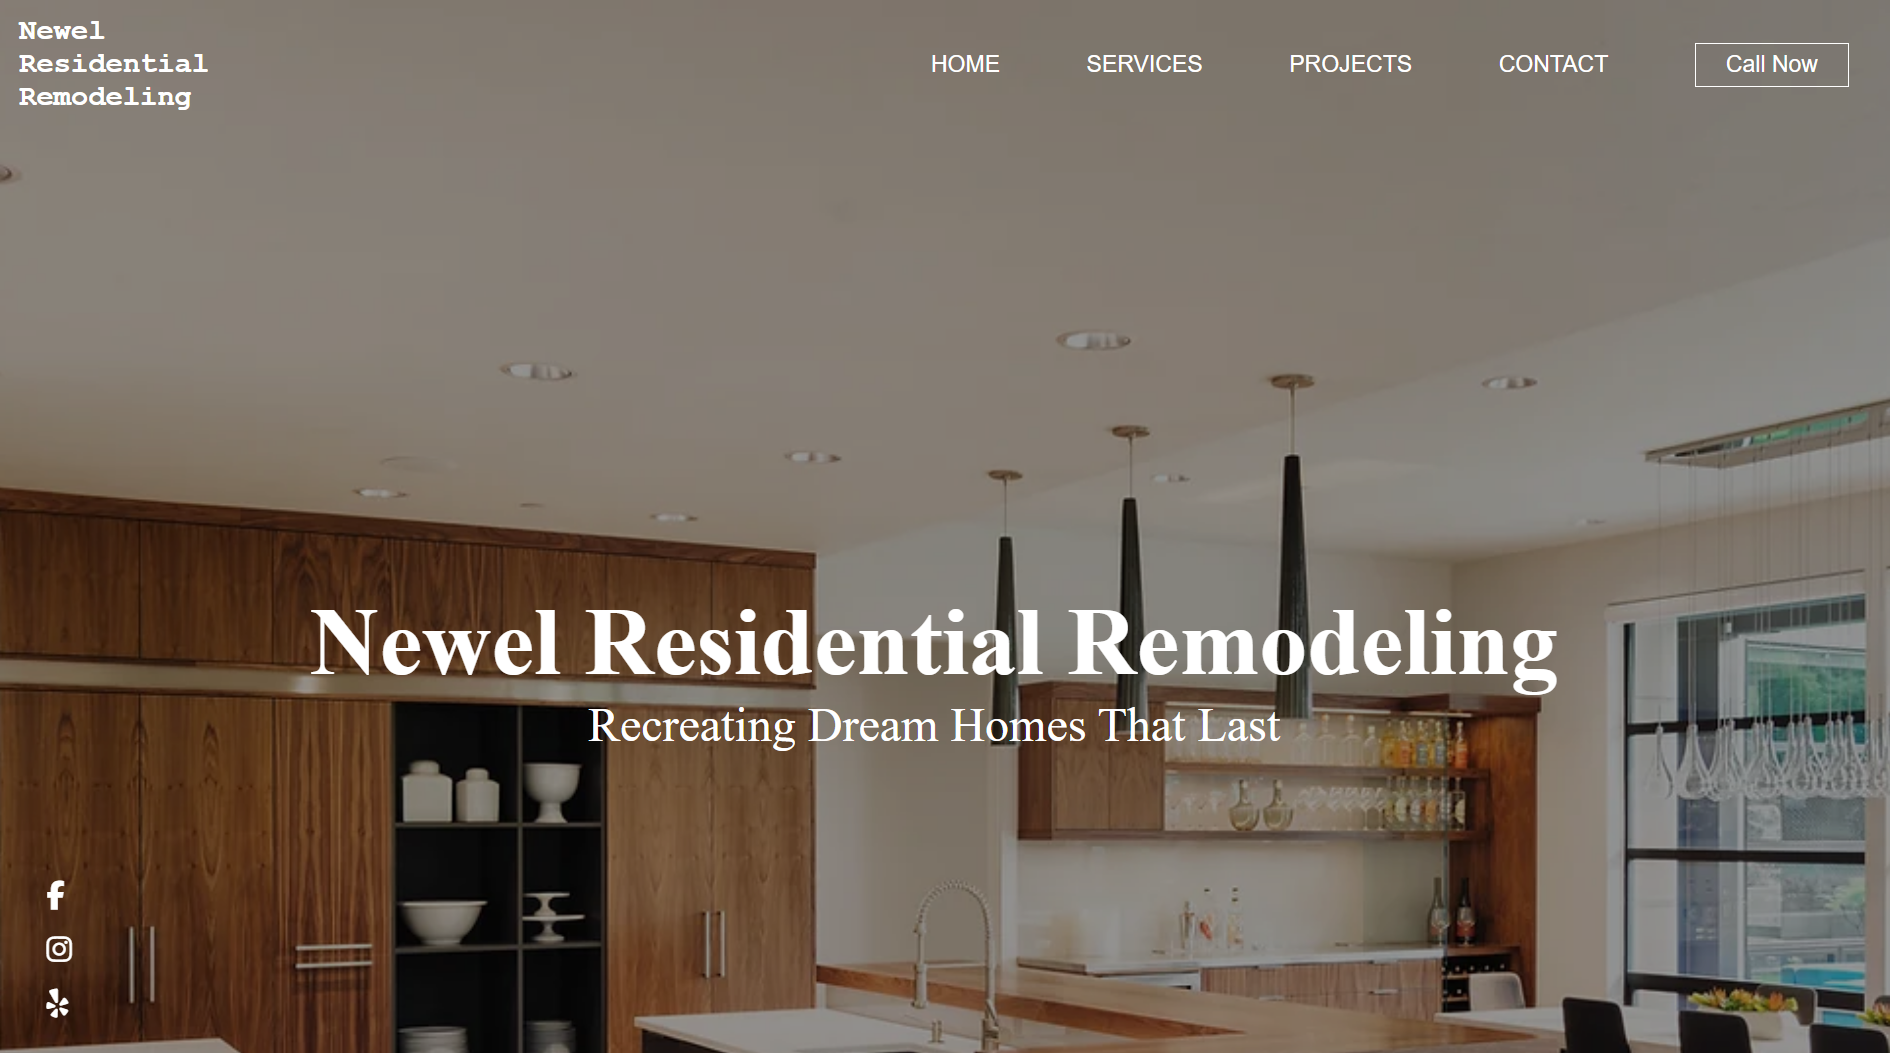 Newel
Residential
Remodeling
HOME
SERVICES
PROJECTS
CONTACT
Call Now
Newel Residential Remodeling
Recreating Dream Homes That Last